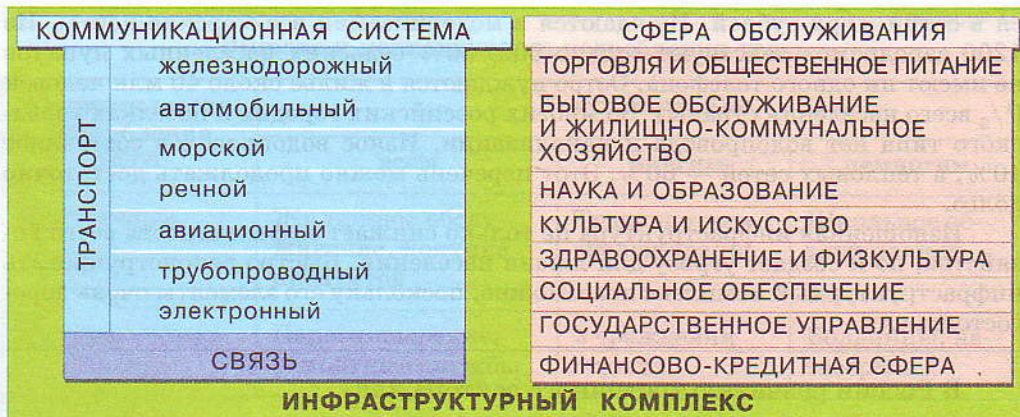 КОММУНИКАЦИОННАЯ СИСТЕМА
ТРАНСПОРТ
железнодорожный
автомобильный
морской
речной
авиационный
трубопроводный
электронный
СВЯЗЬ
СФЕРА ОБСЛУЖИВАНИЯ
ТОРГОВЛЯ И ОБЩЕСТВЕННОЕ ПИТАНИЕ
БЫТОВОЕ ОБСЛУЖИВАНИЕ
И ЖИЛИЩНО-КОММУНАЛЬНОЕ
ХОЗЯЙСТВО
НАУКА И ОБРАЗОВАНИЕ
КУЛЬТУРА И ИСКУССТВО
ЗДРАВООХРАНЕНИЕ И ФИЗКУЛЬТУРА
СОЦИАЛЬНОЕ ОБЕСПЕЧЕНИЕ
ГОСУДАРСТВЕННОЕ УПРАВЛЕНИЕ
ФИНАНСОВО-КРЕДИТНАЯ СФЕРА
ИНФРАСТРУКТУРНЫЙ КОМПЛЕКС